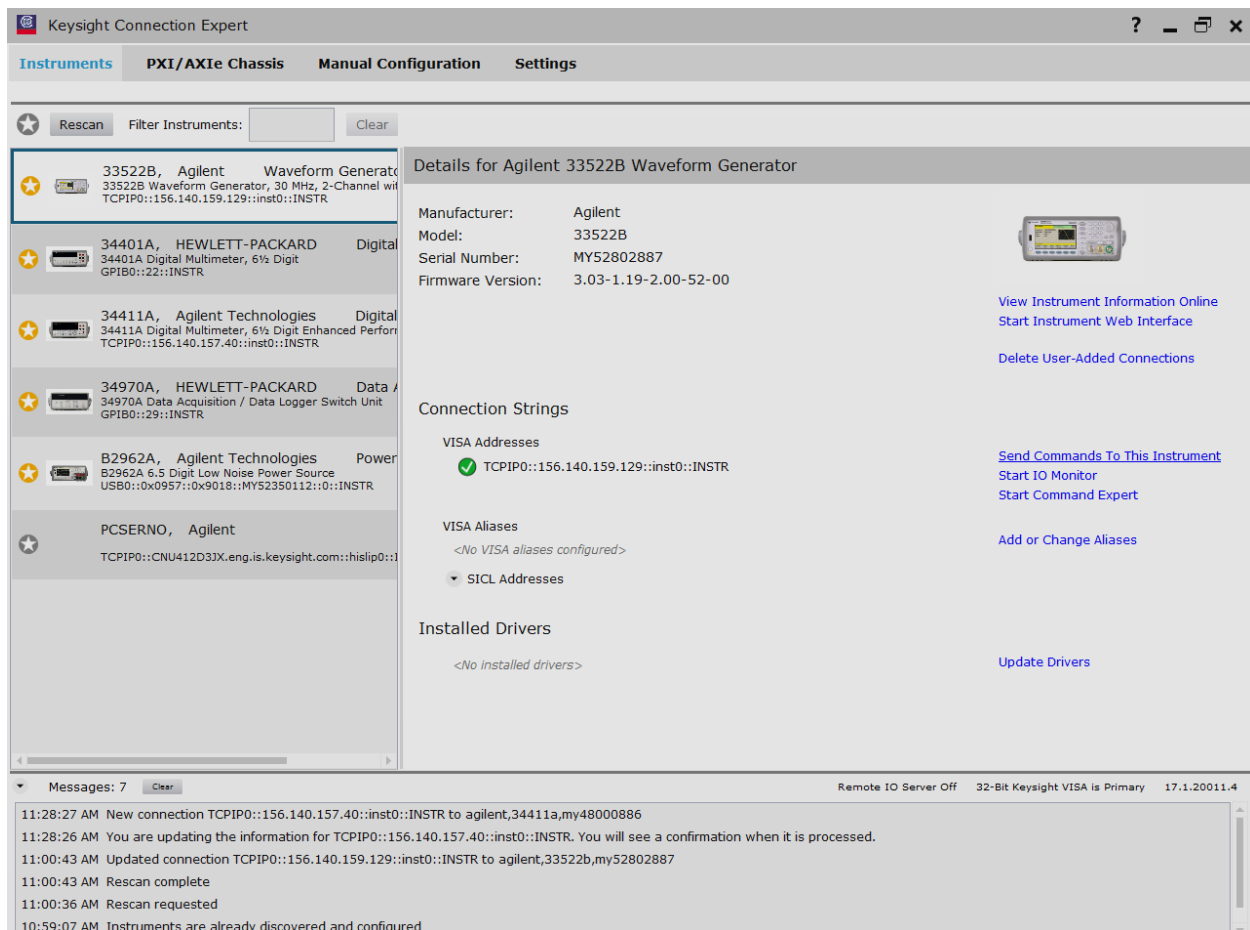 Keysight Connection Expert
?
Instruments PXI/AXIe Chassis Manual Configuration Settings
Rescan Filter Instruments: Clear
33522B, Agilent Waveform Generato
33522B Waveform Generator, 30 MHz, 2-Channel wi
TCPIP0::156.140.159.129::inst0::INSTR
34401A, HEWLETT-PACKARD Digital
34401A Digital Multimeter, 6½ Digit
GPIB0::22::INSTR
34411A, Agilent Technologies Digital
34411A Digital Multimeter, 6½ Digit Enhanced Perforr
TCPIP0::156.140.157.40::inst0::INSTR
34970A, HEWLETT-PACKARD Data A
34970A Data Acquisition / Data Logger Switch Unit
GPIB0::29::INSTR
B2962A, Agilent Technologies Power
B2962A 6.5 Digit Low Noise Power Source
USB0::0x0957::0x9018::MY52350112::0::INSTR
PCSERNO, Agilent
TCPIP0::CNU412D3JX.eng.is.keysight.com::hislip0::I
Details for Agilent 33522B Waveform Generator
Manufacturer: Agilent
Model: 33522B
Serial Number: MY52802887
Firmware Version: 3.03-1.19-2.00-52-00
View Instrument Information Online
Start Instrument Web Interface
Delete User-Added Connections
Connection Strings
VISA Addresses
TCPIP0::156.140.159.129::inst0::INSTR
Send Commands To This Instrument
Start IO Monitor
Start Command Expert
VISA Aliases
<No VISA aliases configured>
Add or Change Aliases
SICL Addresses
Installed Drivers
<No installed drivers>
Update Drivers
Messages: 7 Clear
Remote IO Server Off 32-Bit Keysight VISA is Primary 17.1.20011.4
11:28:27 AM New connection TCPIP0::156.140.157.40::inst0::INSTR to agilent,34411a,my48000886
11:28:26 AM You are updating the information for TCPIP0::156.140.157.40::inst0::INSTR. You will see a confirmation when it is processed.
11:00:43 AM Updated connection TCPIP0::156.140.159.129::inst0::INSTR to agilent,33522b,my52802887
11:00:43 AM Rescan complete
11:00:36 AM Rescan requested
10:59:07 AM Instruments are already discovered and configured